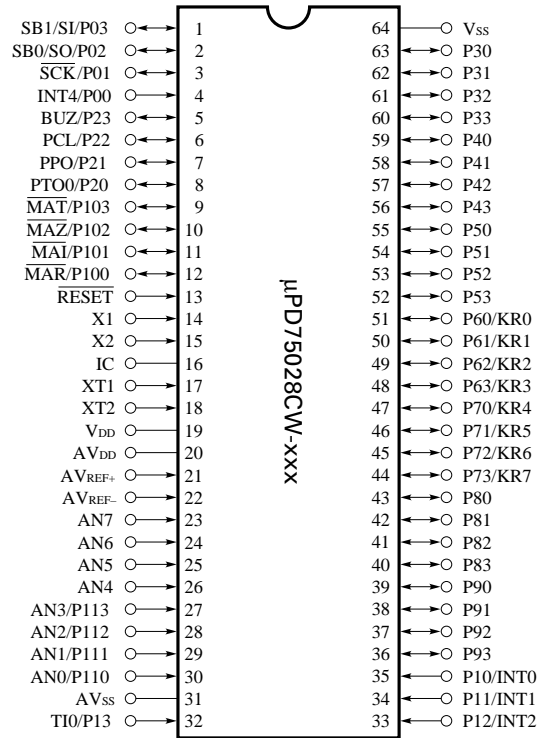 SB1/SI/P03 1 64 VSS
SB0/SO/P02 2 63 P30
SCK/P01 3 62 P31
INT4/P00 4 61 P32
BUZ/P23 5 60 P33
PCL/P22 6 59 P40
PPO/P21 7 58 P41
PTO0/P20 8 57 P42
MAT/P103 9 56 P43
MAZ/P102 10 55 P50
MAI/P101 11 54 P51
MAR/P100 12 53 P52
RESET 13 52 P53
X1 14 51 P60/KR0
X2 15 50 P61/KR1
IC 16 49 P62/KR2
XT1 17 48 P63/KR3
XT2 18 47 P70/KR4
VDD 19 46 P71/KR5
AVDD 20 45 P72/KR6
AVREF+ 21 44 P73/KR7
AVREF– 22 43 P80
AN7 23 42 P81
AN6 24 41 P82
AN5 25 40 P83
AN4 26 39 P90
AN3/P113 27 38 P91
AN2/P112 28 37 P92
AN1/P111 29 36 P93
AN0/P110 30 35 P10/INT0
AVSS 31 34 P11/INT1
TI0/P13 32 33 P12/INT2
µPD75028CW-xxx